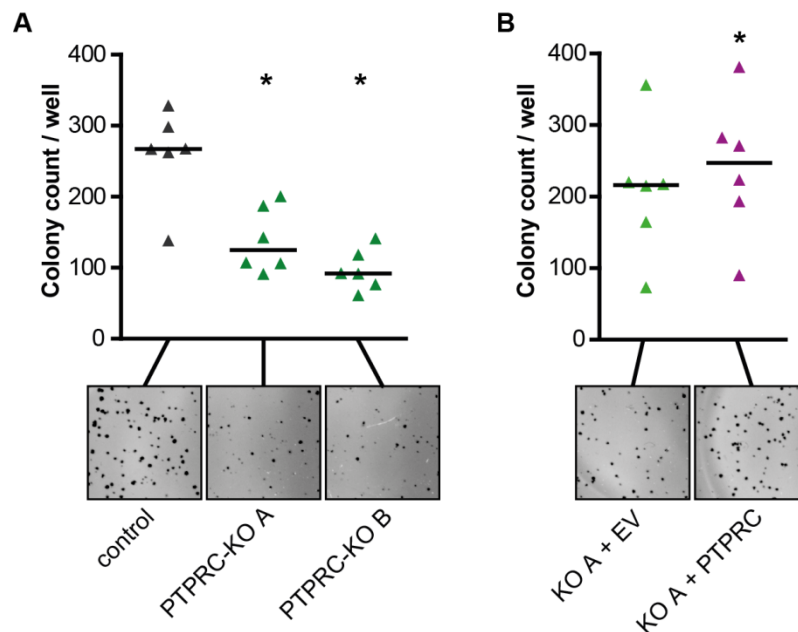 A
Colony count / well
400
300
200
100
0
*
*
control
PTPRC-KO A
PTPRC-KO B
B
Colony count / well
400
300
200
100
0
*
KO A + EV
KO A + PTPRC